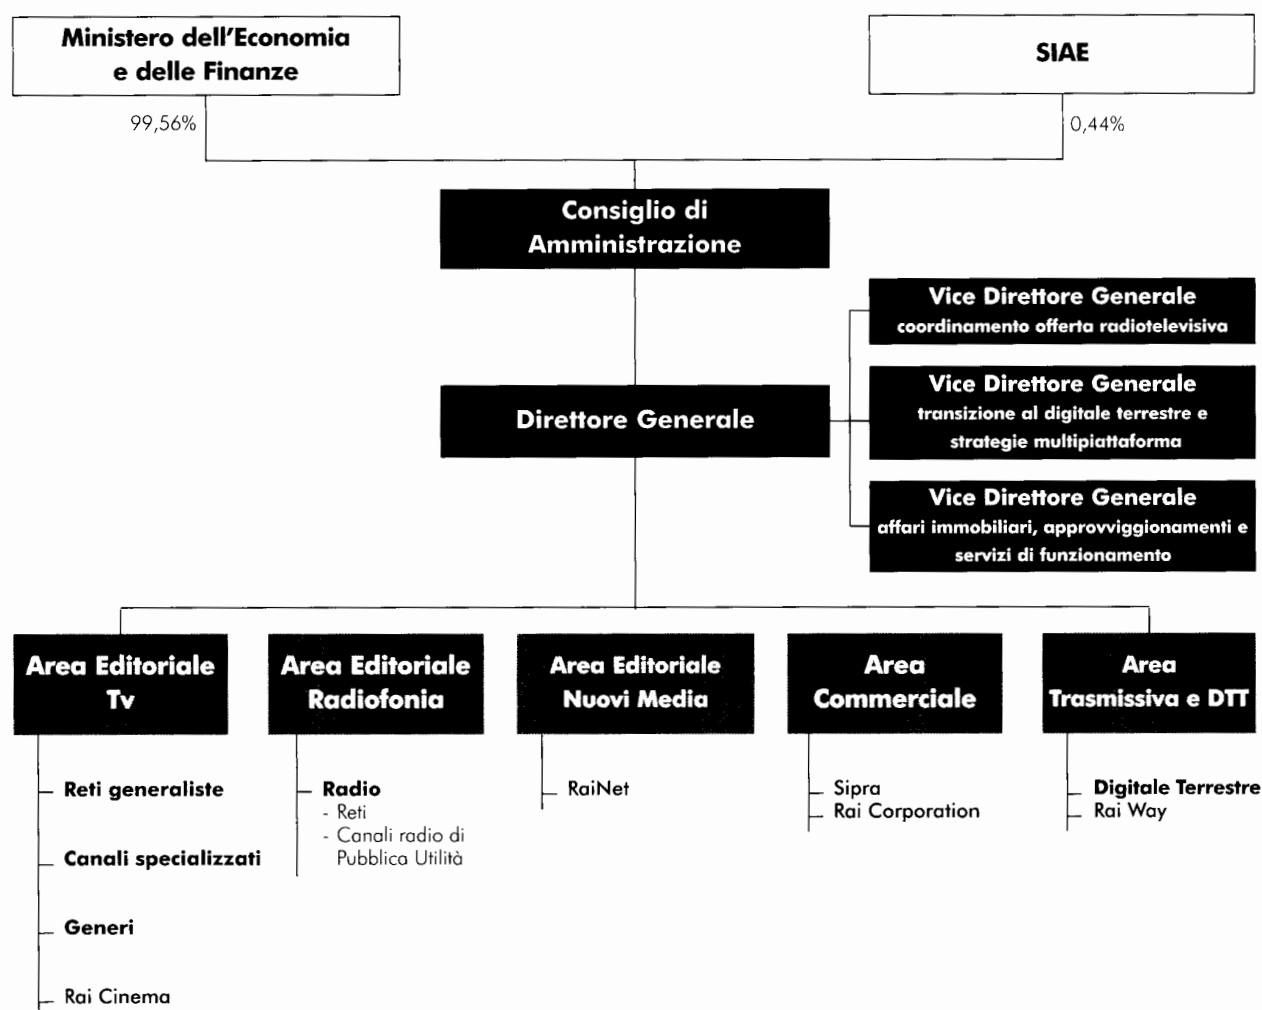 Ministero dell'Economia
e delle Finanze
SIAE
99,56%
0,44%
Consiglio di
Amministrazione
Vice Direttore Generale
coordinamento offerta radiotelevisiva
Vice Direttore Generale
transizione al digitale terrestre e
strategie multipiattaforma
Direttore Generale
Vice Direttore Generale
affari immobiliari, approvviggionamenti e
servizi di funzionamento
Area Editoriale
Tv
Area Editoriale
Radiofonia
Area Editoriale
Nuovi Media
Area
Commerciale
Area
Trasmissiva e DTT
Reti generaliste
Canali specializzati
Generi
Rai Cinema
Radio
- Reti
- Canali radio di
Pubblica Utilità
RaiNet
Sipra
Rai Corporation
Digitale Terrestre
Rai Way